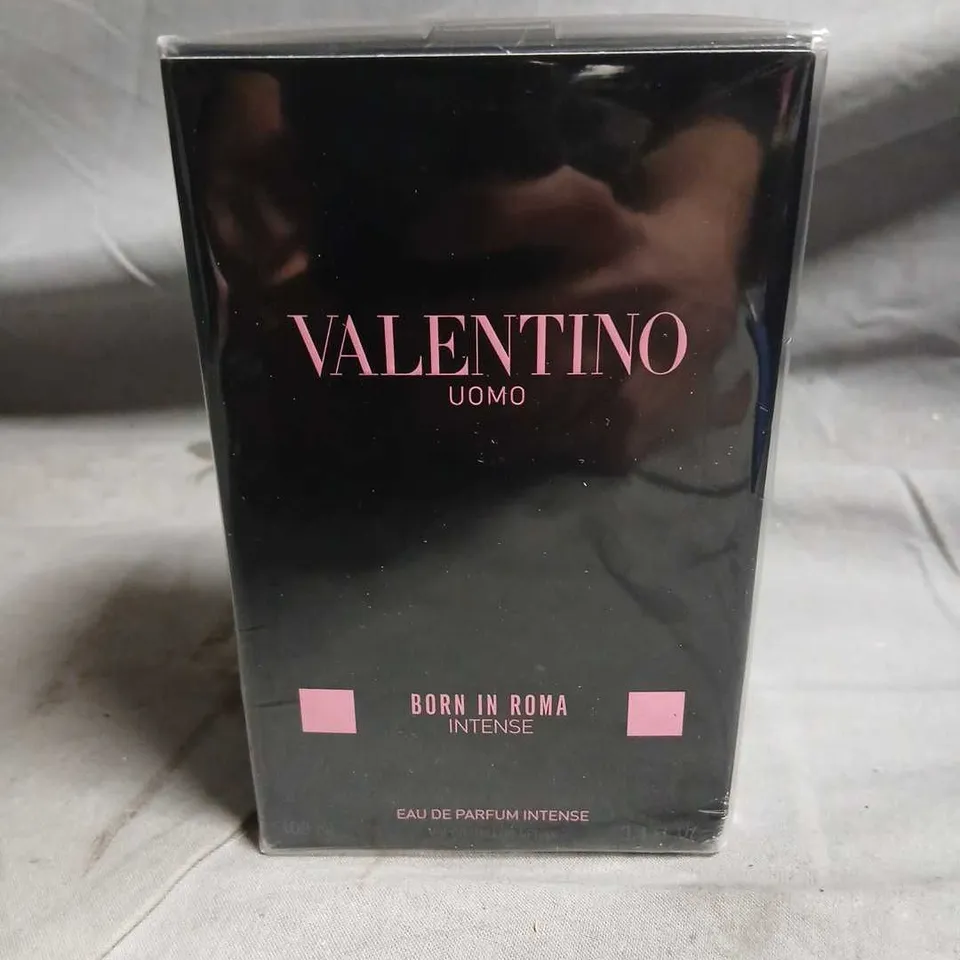 VALENTINO
UOMO
BORN IN ROMA
INTENSE
EAU DE PARFUM INTENSE